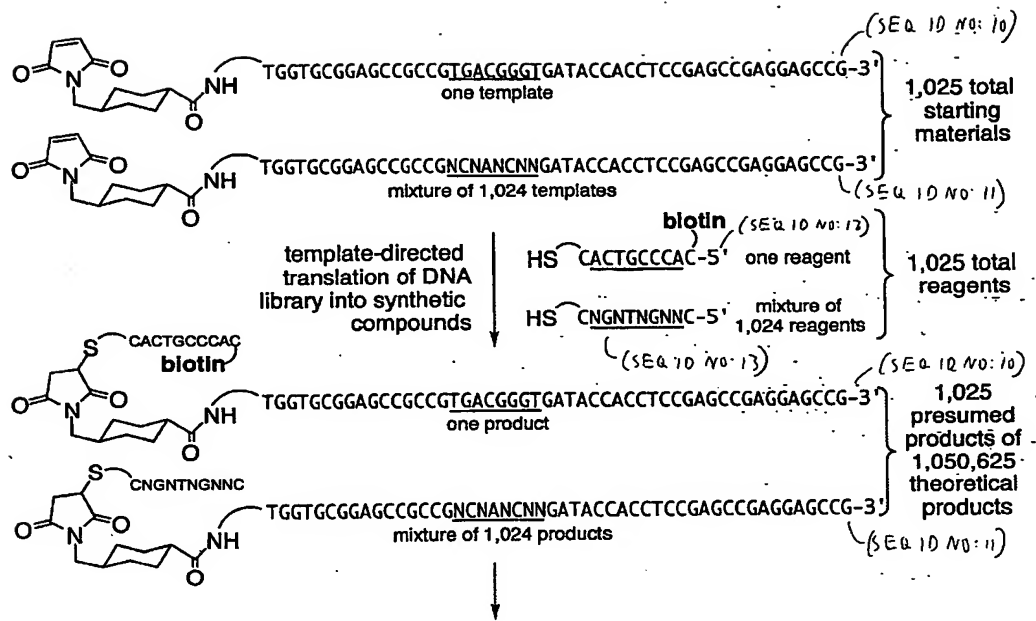 (SEQ ID NO: 10)
O
N
O
NH
O
TGGTGCGGAGCCGCCGTGACGGGTGATACCACCTCCGAGCCGAGGAGCCG-3'
one template
1,025 total
starting
materials
O
N
O
NH
O
TGGTGCGGAGCCGCCGNCNANCNNGATACCACCTCCGAGCCGAGGAGCCG-3'
mixture of 1,024 templates
(SEQ ID NO: 11)
template-directed
translation of DNA
library into synthetic
compounds
biotin
(SEQ ID NO: 12)
HS
CACTGCCCAC-5'
one reagent
HS
CNGNTNGNNC-5'
mixture of
1,024 reagents
(SEQ ID NO: 13)
1,025 total
reagents
S
CACTGCCCAC
biotin
O
N
O
NH
O
TGGTGCGGAGCCGCCGTGACGGGTGATACCACCTCCGAGCCGAGGAGCCG-3'
one product
(SEQ ID NO: 10)
1,025
presumed
products of
1,050,625
theoretical
products
S
CNGNTNGNNC
O
N
O
NH
O
TGGTGCGGAGCCGCCGNCNANCNNGATACCACCTCCGAGCCGAGGAGCCG-3'
mixture of 1,024 products
(SEQ ID NO: 11)